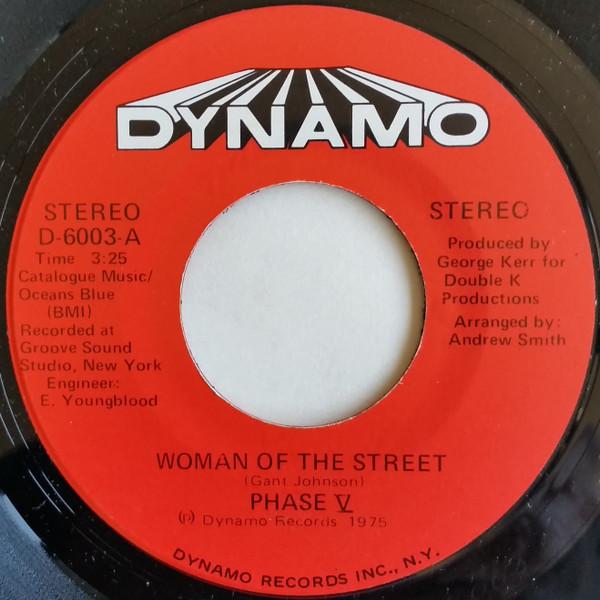 DYNAMO
STEREO
D-6003-A
Time 3:25
Catalogue Music/
Oceans Blue
(BMI)
Recorded at
Groove Sound
Studio, New York
Engineer:
E. Youngblood
STEREO
Produced by
George Kerr for
Double K
Productions
Arranged by:
Andrew Smith
WOMAN OF THE STREET
(Gant Johnson)
PHASE V
Ⓟ Dynamo Records 1975
DYNAMO RECORDS INC., N.Y.